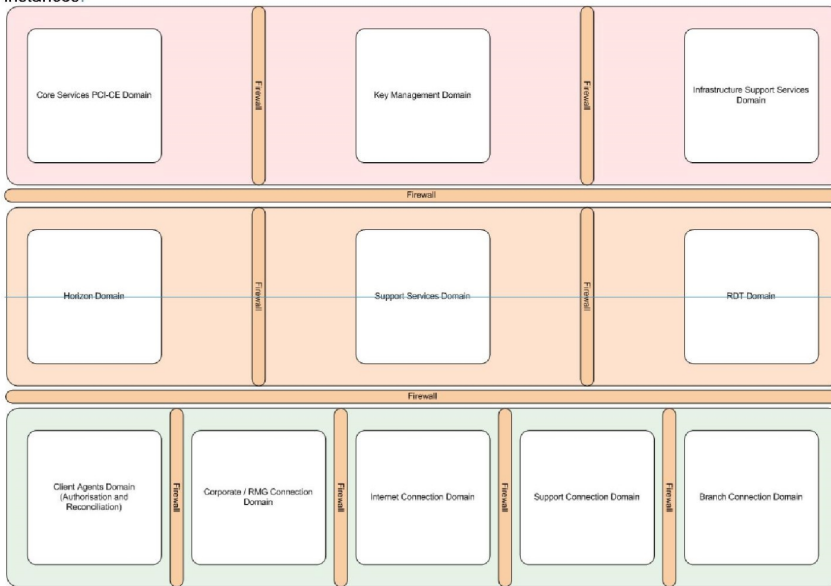 Core Services PCI-CE Domain
Firewall
Key Management Domain
Firewall
Infrastructure Support Services
Domain
Firewall
Horizon Domain
Firewall
Support Services Domain
Firewall
RDT Domain
Firewall
Client Agents Domain
(Authorisation and
Reconciliation)
Firewall
Corporate / RMG Connection
Domain
Firewall
Internet Connection Domain
Firewall
Support Connection Domain
Firewall
Branch Connection Domain